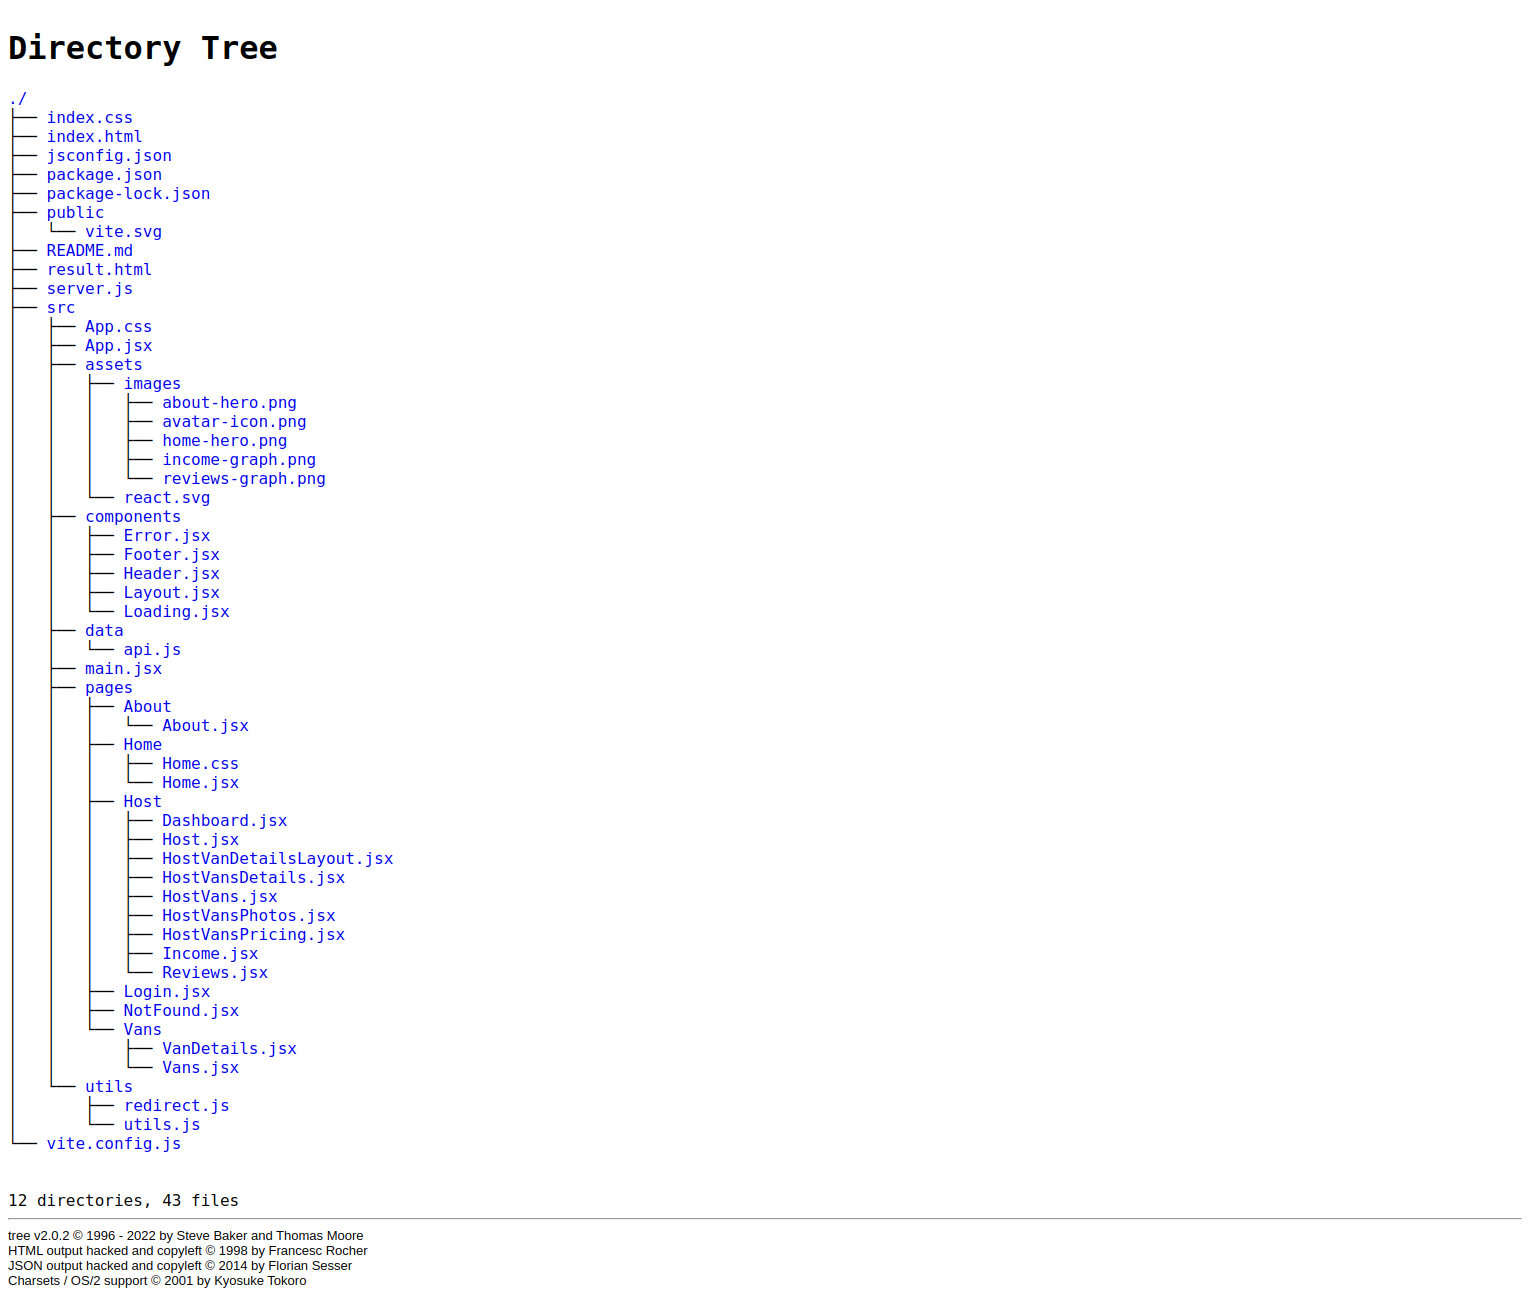 Directory Tree
./
├── index.css
├── index.html
├── jsconfig.json
├── package.json
├── package-lock.json
├── public
│   └── vite.svg
├── README.md
├── result.html
├── server.js
├── src
│   ├── App.css
│   ├── App.jsx
│   ├── assets
│   │   ├── images
│   │   │   ├── about-hero.png
│   │   │   ├── avatar-icon.png
│   │   │   ├── home-hero.png
│   │   │   ├── income-graph.png
│   │   │   └── reviews-graph.png
│   │   └── react.svg
│   ├── components
│   │   ├── Error.jsx
│   │   ├── Footer.jsx
│   │   ├── Header.jsx
│   │   ├── Layout.jsx
│   │   └── Loading.jsx
│   ├── data
│   │   └── api.js
│   ├── main.jsx
│   ├── pages
│   │   ├── About
│   │   │   └── About.jsx
│   │   ├── Home
│   │   │   ├── Home.css
│   │   │   └── Home.jsx
│   │   ├── Host
│   │   │   ├── Dashboard.jsx
│   │   │   ├── Host.jsx
│   │   │   ├── HostVanDetailsLayout.jsx
│   │   │   ├── HostVansDetails.jsx
│   │   │   ├── HostVans.jsx
│   │   │   ├── HostVansPhotos.jsx
│   │   │   ├── HostVansPricing.jsx
│   │   │   ├── Income.jsx
│   │   │   └── Reviews.jsx
│   │   ├── Login.jsx
│   │   ├── NotFound.jsx
│   │   └── Vans
│   │       ├── VanDetails.jsx
│   │       └── Vans.jsx
│   └── utils
│       ├── redirect.js
│       └── utils.js
└── vite.config.js
12 directories, 43 files
tree v2.0.2 © 1996 - 2022 by Steve Baker and Thomas Moore
HTML output hacked and copyleft © 1998 by Francesc Rocher
JSON output hacked and copyleft © 2014 by Florian Sesser
Charsets / OS/2 support © 2001 by Kyosuke Tokoro